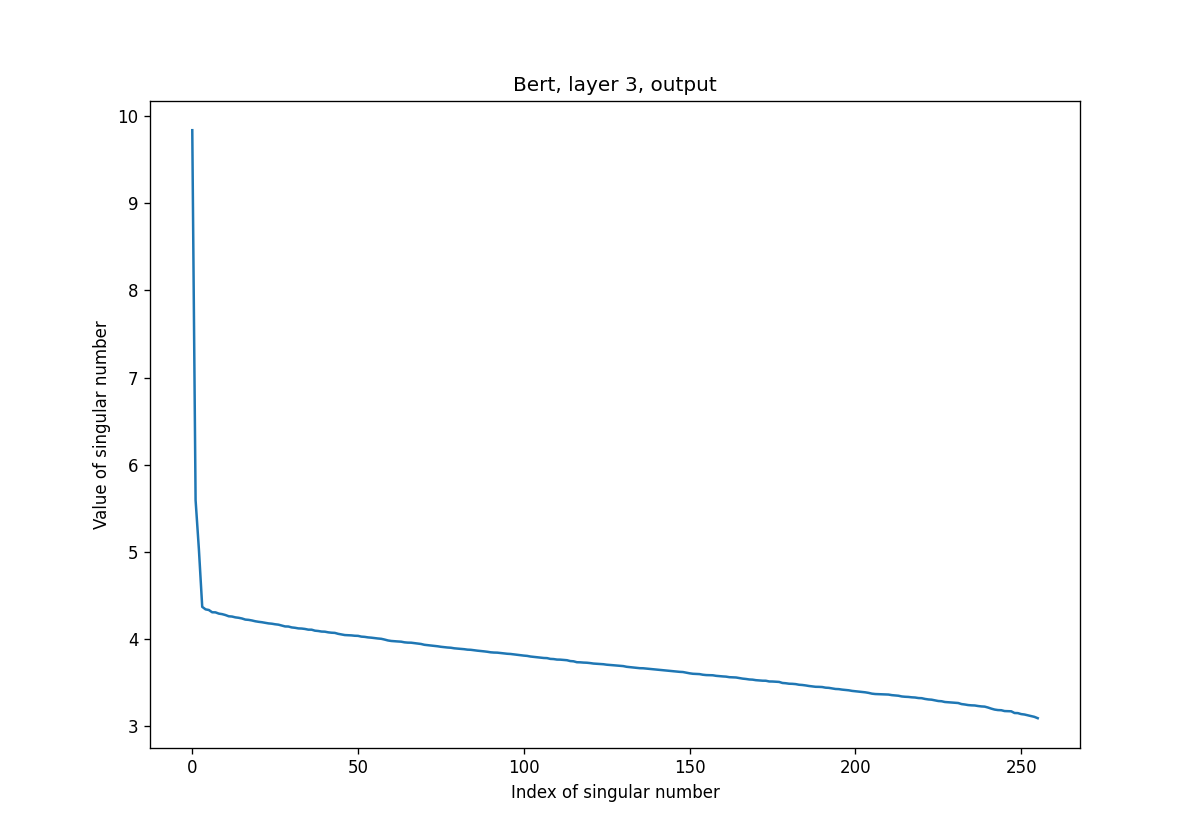 Bert, layer 3, output
10
9
8
7
6
5
4
3
Value of singular number
0 50 100 150 200 250
Index of singular number